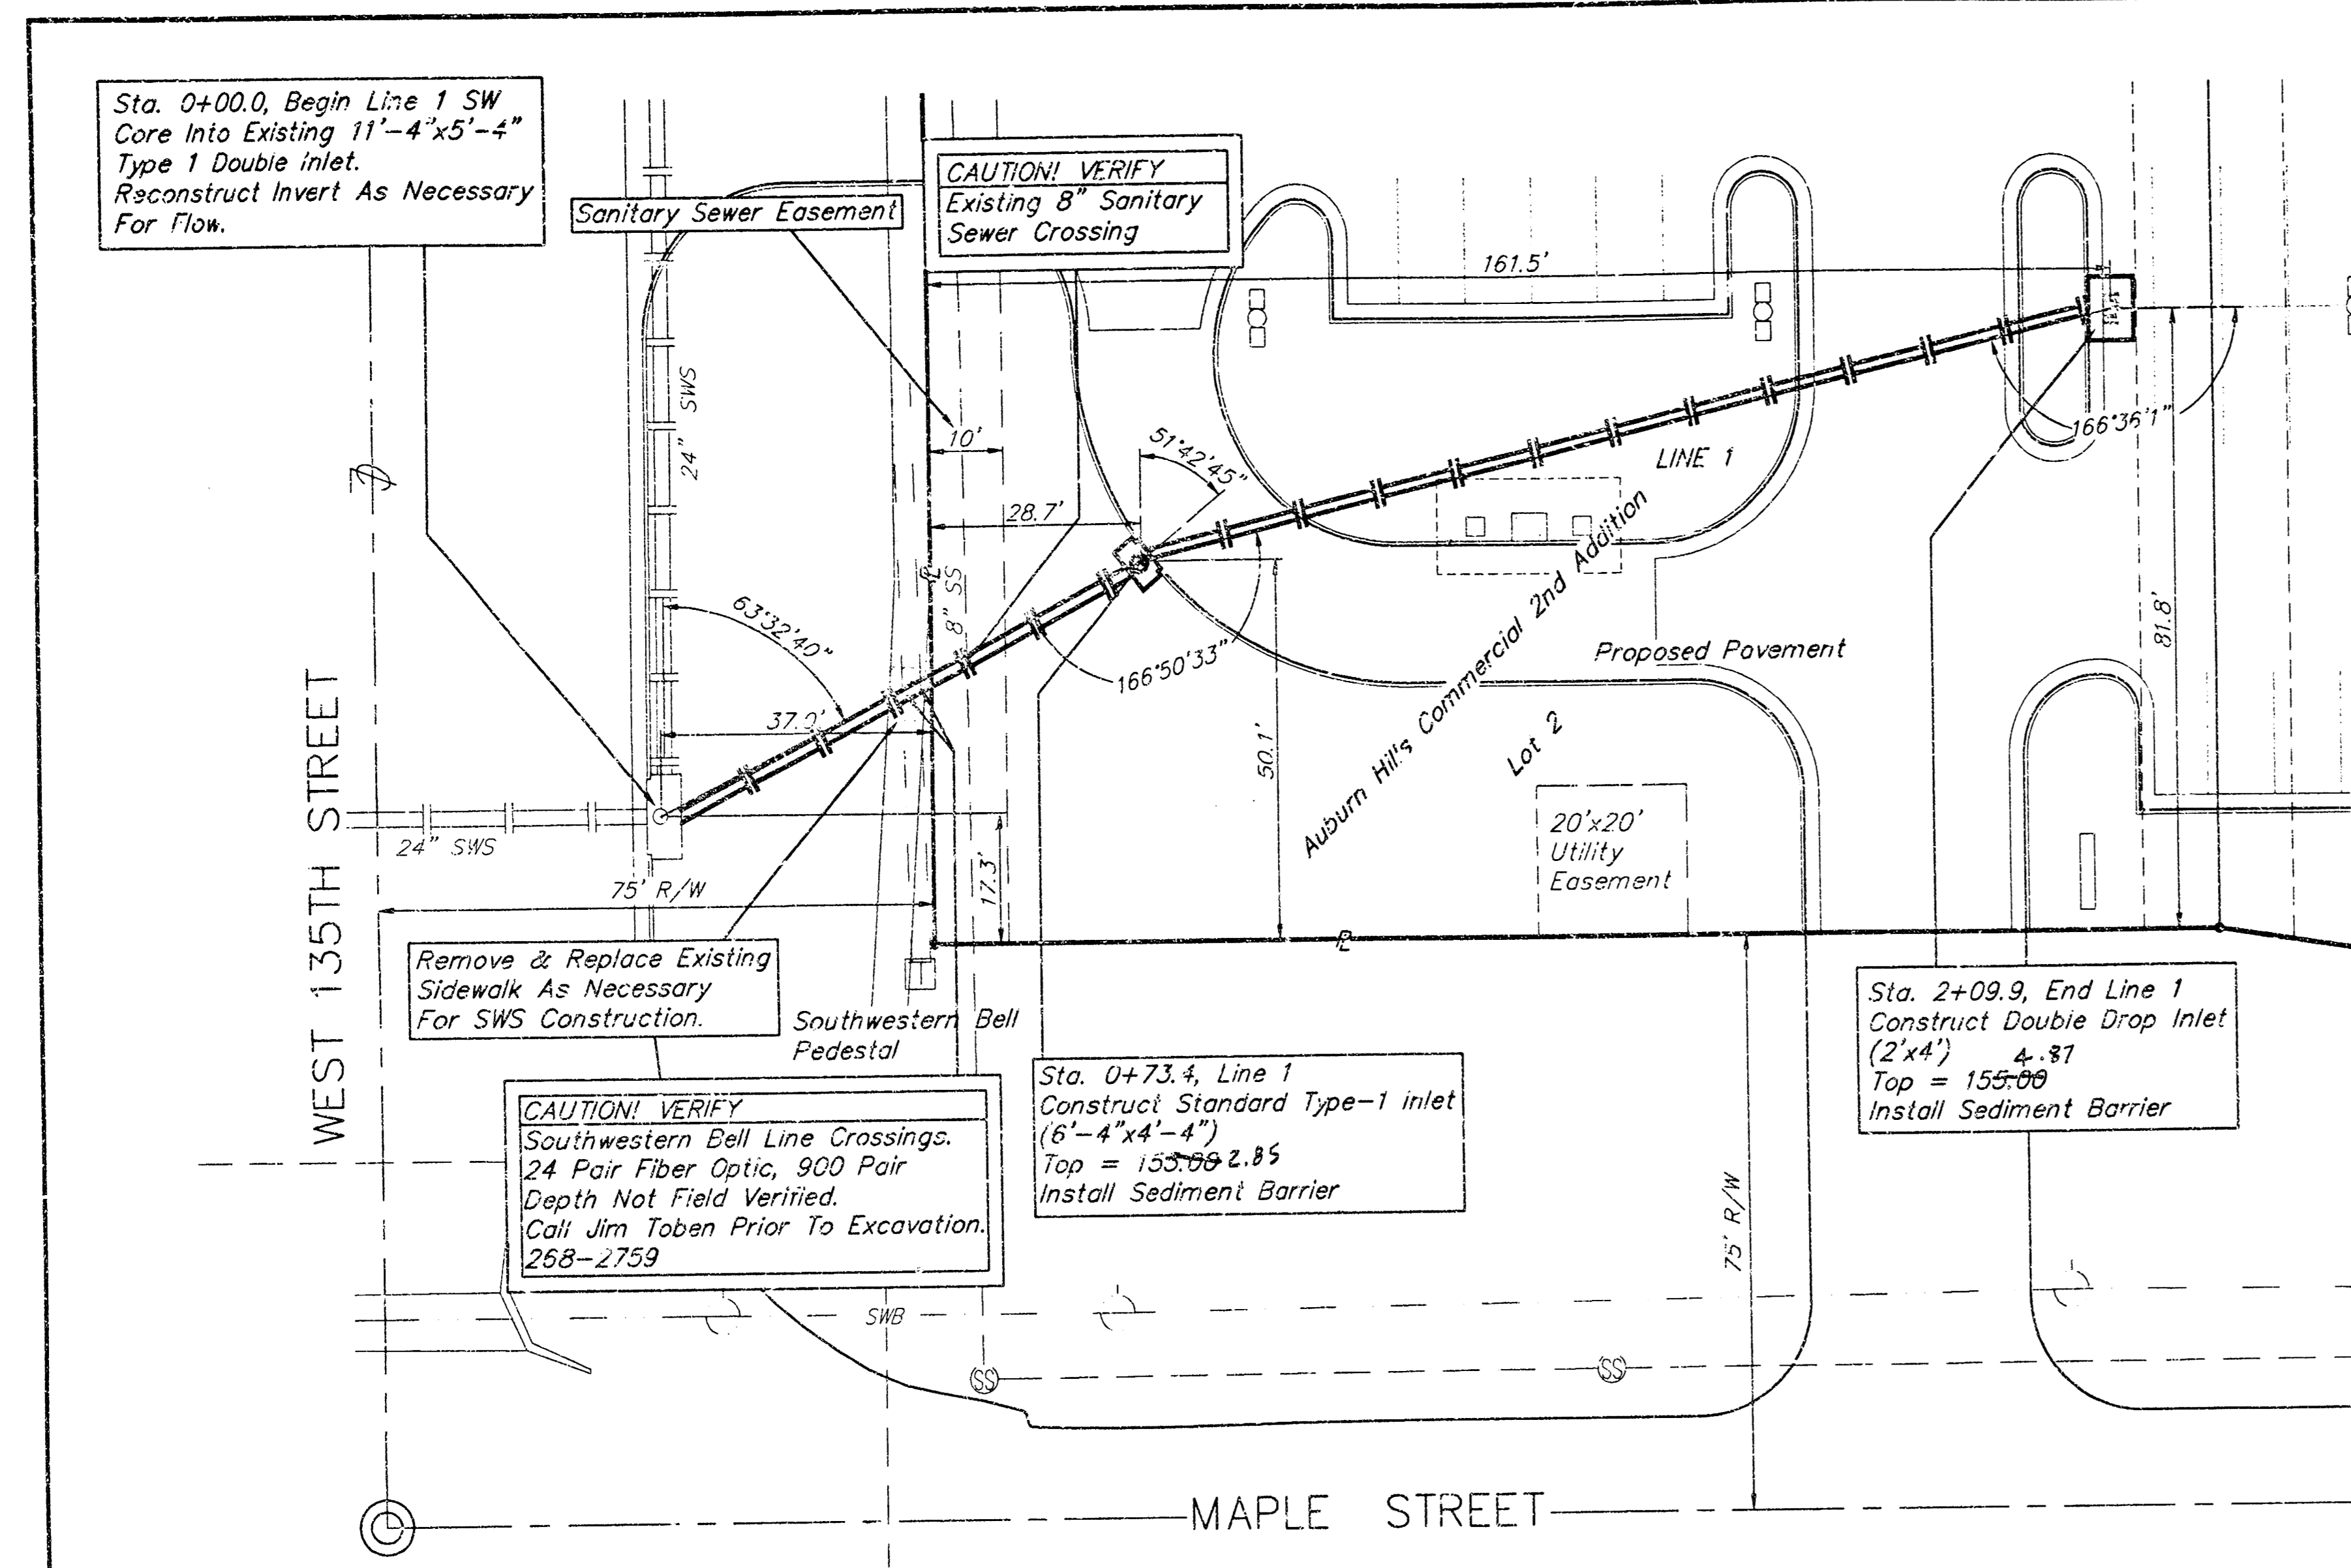 Sta. 0+00.0, Begin Line 1 SW
Core Into Existing 11'-4"x5'-4"
Type 1 Double Inlet.
Reconstruct Invert As Necessary
For Flow.
Sanitary Sewer Easement
CAUTION! VERIFY
Existing 8" Sanitary
Sewer Crossing
161.5'
24" SWS
10'
51°42'45"
166°36'1"
LINE 1
28.7'
PL
8" SS
63°32'40"
166°50'33"
Proposed Pavement
81.8'
37.0'
50.1'
Auburn Hills Commercial 2nd Addition
Lot 2
WEST 135TH STREET
24" SWS
17.3'
20'x20'
Utility
Easement
75' R/W
PL
Remove & Replace Existing
Sidewalk As Necessary
For SWS Construction.
Southwestern Bell
Pedestal
Sta. 2+09.9, End Line 1
Construct Double Drop Inlet
(2'x4') 4.87
Top = 155.00
Install Sediment Barrier
Sta. 0+73.4, Line 1
Construct Standard Type-1 inlet
(6'-4"x4'-4")
Top = 153.00 2.85
Install Sediment Barrier
CAUTION! VERIFY
Southwestern Bell Line Crossings.
24 Pair Fiber Optic, 900 Pair
Depth Not Field Verified.
Call Jim Toben Prior To Excavation.
268-2759
75' R/W
SWB
SS
SS
MAPLE STREET